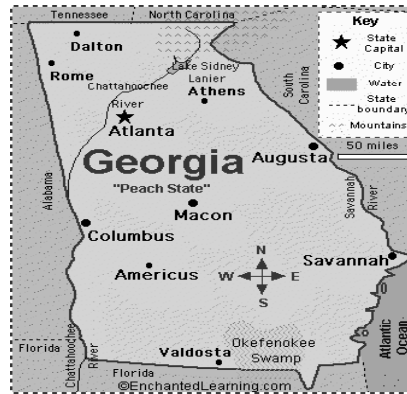 Tennessee
North Carolina
Key
State
Capital
City
Water
State
boundary
Mountains
50 miles
Dalton
Rome
Lake Sidney
Lanier
Chattahoochee
River
Athens
Atlanta
South
Carolina
Georgia
"Peach State"
Augusta
Alabama
Savannah
River
Macon
Columbus
Americus
N
W
E
S
Savannah
Florida
Chattahoochee
River
Valdosta
Okefenokee
Swamp
Atlantic
Ocean
Florida
©EnchantedLearning.com